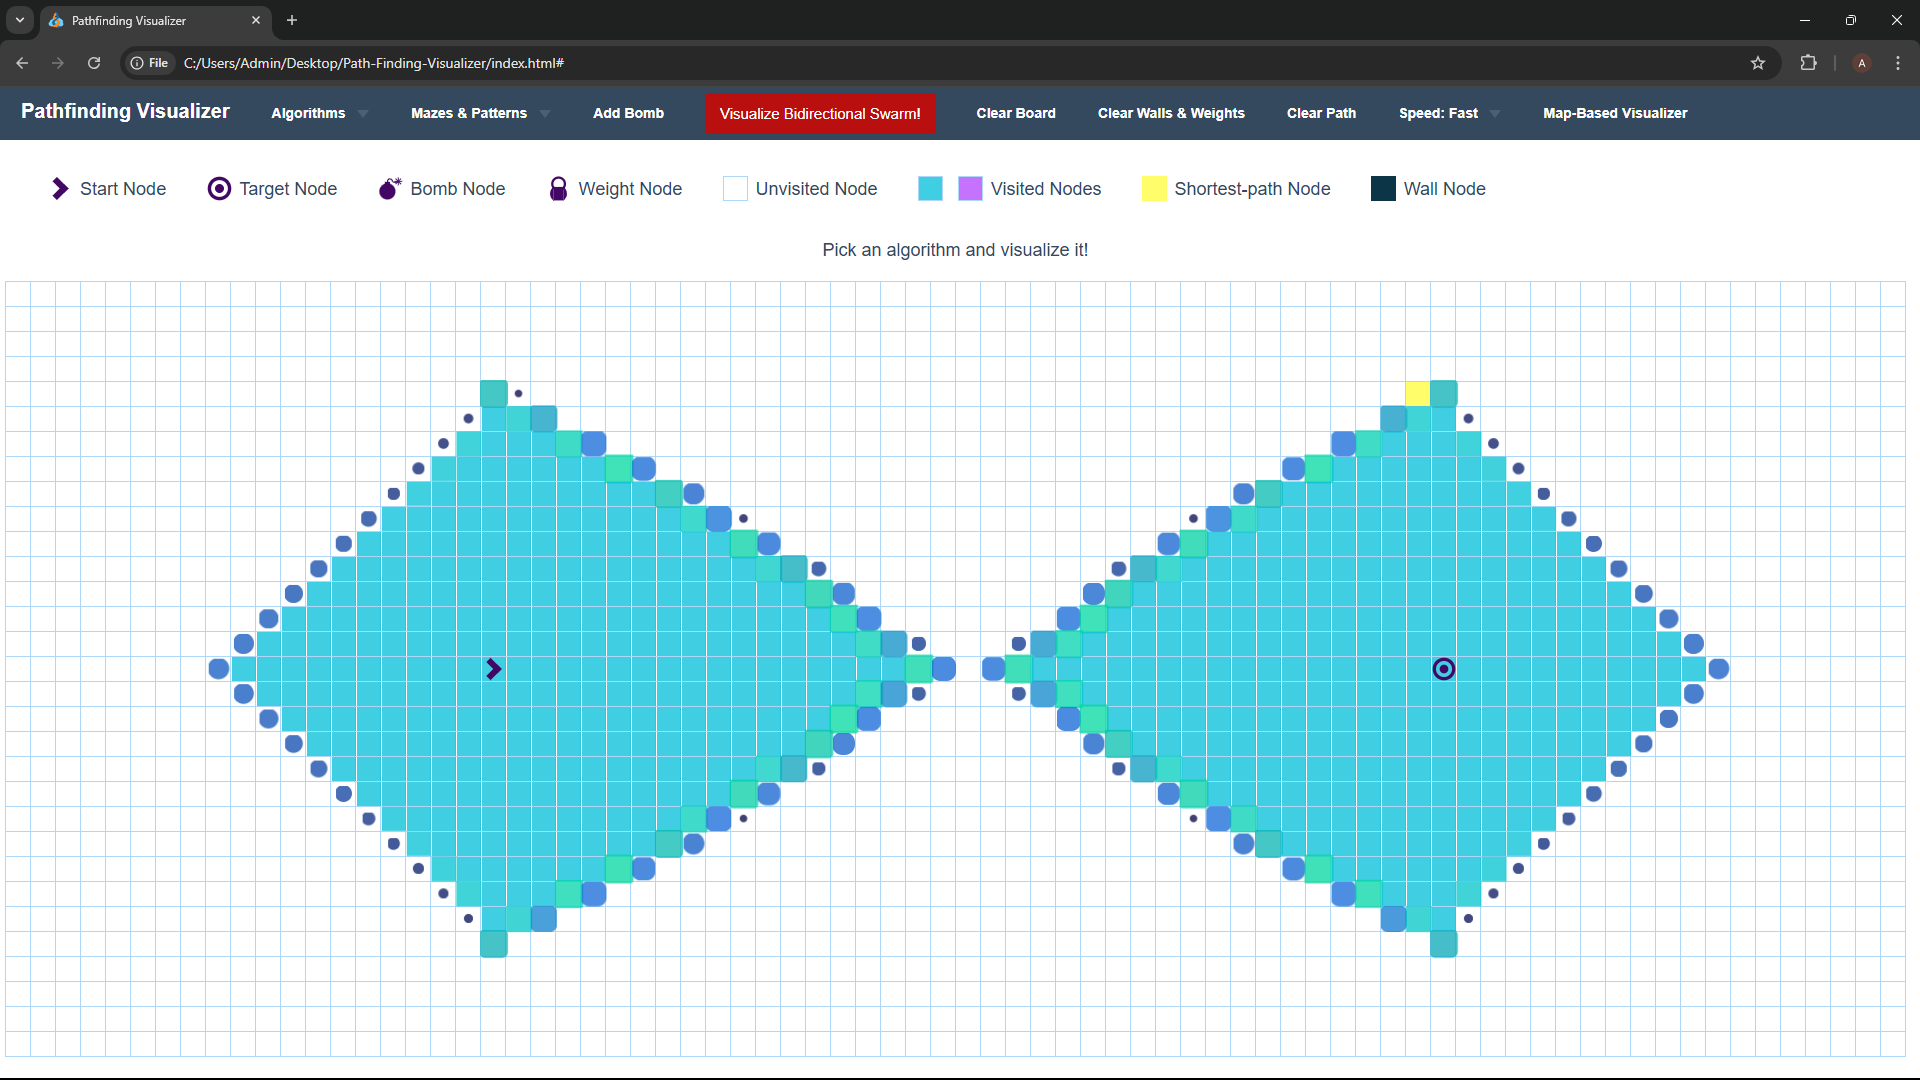 Pathfinding Visualizer
File C:/Users/Admin/Desktop/Path-Finding-Visualizer/index.html#
A
Pathfinding Visualizer Algorithms Mazes & Patterns Add Bomb Visualize Bidirectional Swarm! Clear Board Clear Walls & Weights Clear Path Speed: Fast Map-Based Visualizer
Start Node Target Node Bomb Node Weight Node Unvisited Node Visited Nodes Shortest-path Node Wall Node
Pick an algorithm and visualize it!